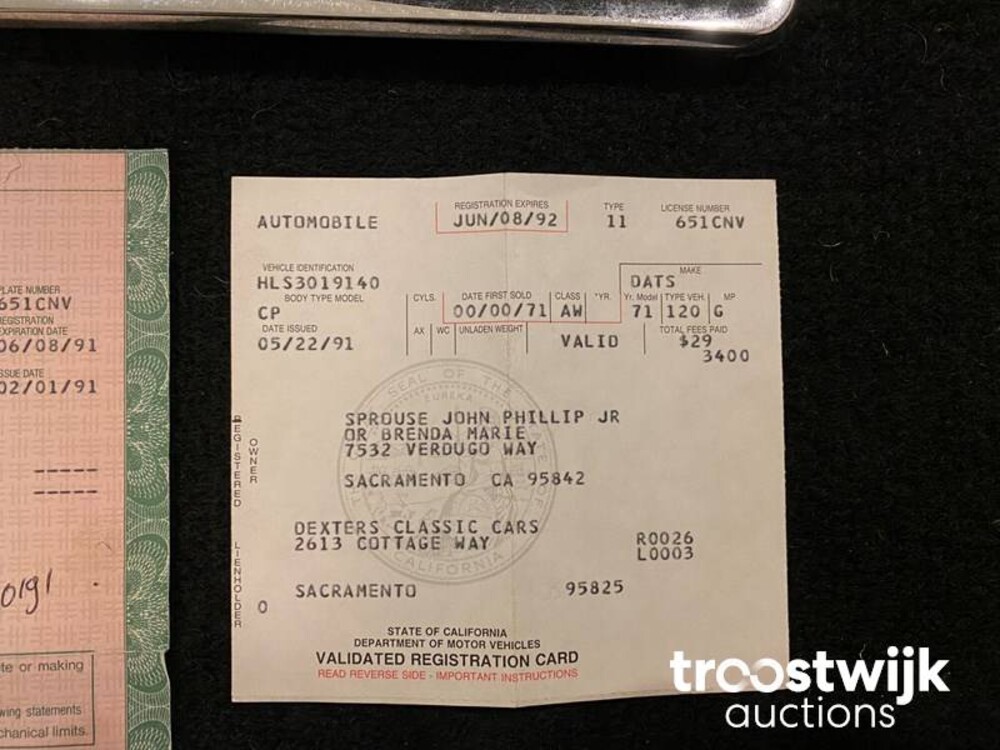 LATE NUMBER
651CNV
REGISTRATION
EXPIRATION DATE
06/08/91
SSUE DATE
02/01/91
0191
te or making
wing statements
chanical limits.
AUTOMOBILE
REGISTRATION EXPIRES
JUN/08/92
TYPE
11
LICENSE NUMBER
651CNV
VEHICLE IDENTIFICATION
HLS3019140
MAKE
DATS
BODY TYPE MODEL
CP
CYLS.
DATE FIRST SOLD
00/00/71
CLASS
AW
*YR.
Yr. Model
71
TYPE VEH.
120
MP
G
DATE ISSUED
05/22/91
AX
WC
UNLADEN WEIGHT
VALID
TOTAL FEES PAID
$29
3400
SEAL OF THE
EUREKA
CALIFORNIA
REGISTERED
OWNER
SPROUSE JOHN PHILLIP JR
OR BRENDA MARIE
7532 VERDUGO WAY
SACRAMENTO CA 95842
LIENHOLDER
DEXTERS CLASSIC CARS
2613 COTTAGE WAY
R0026
L0003
SACRAMENTO 95825
O
STATE OF CALIFORNIA
DEPARTMENT OF MOTOR VEHICLES
VALIDATED REGISTRATION CARD
READ REVERSE SIDE - IMPORTANT INSTRUCTIONS
troostwijk
auctions